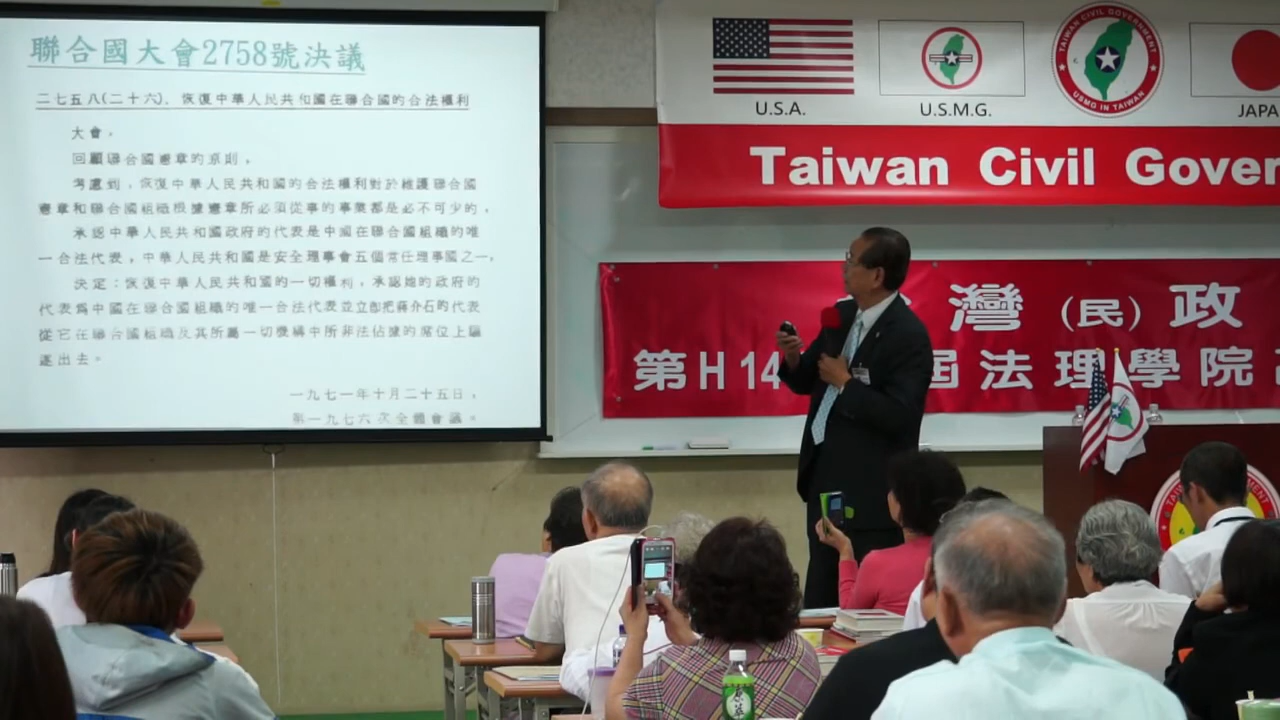 聯合國大會2758號決議
二七五八(二十六)．恢復中華人民共和國在聯合國的合法權利
大會，
回顧聯合國憲章的原則，
考慮到，恢復中華人民共和國的合法權利對於維護聯合國
憲章和聯合國組織根據憲章所必須從事的事業都是必不可少的，
承認中華人民共和國政府的代表是中國在聯合國組織的唯
一合法代表，中華人民共和國是安全理事會五個常任理事國之一，
決定：恢復中華人民共和國的一切權利，承認她的政府的
代表為中國在聯合國組織的唯一合法代表並立即把蔣介石的代表
從它在聯合國組織及其所屬一切機構中所非法佔據的席位上驅
逐出去。
一九七一年十月二十五日，
第一九七六次全體會議。
U.S.A.
U.S.M.G.
TAIWAN CIVIL GOVERNMENT
USMG IN TAIWAN
JAPA
Taiwan Civil Gover
灣(民)政
第H14 屆法理學院